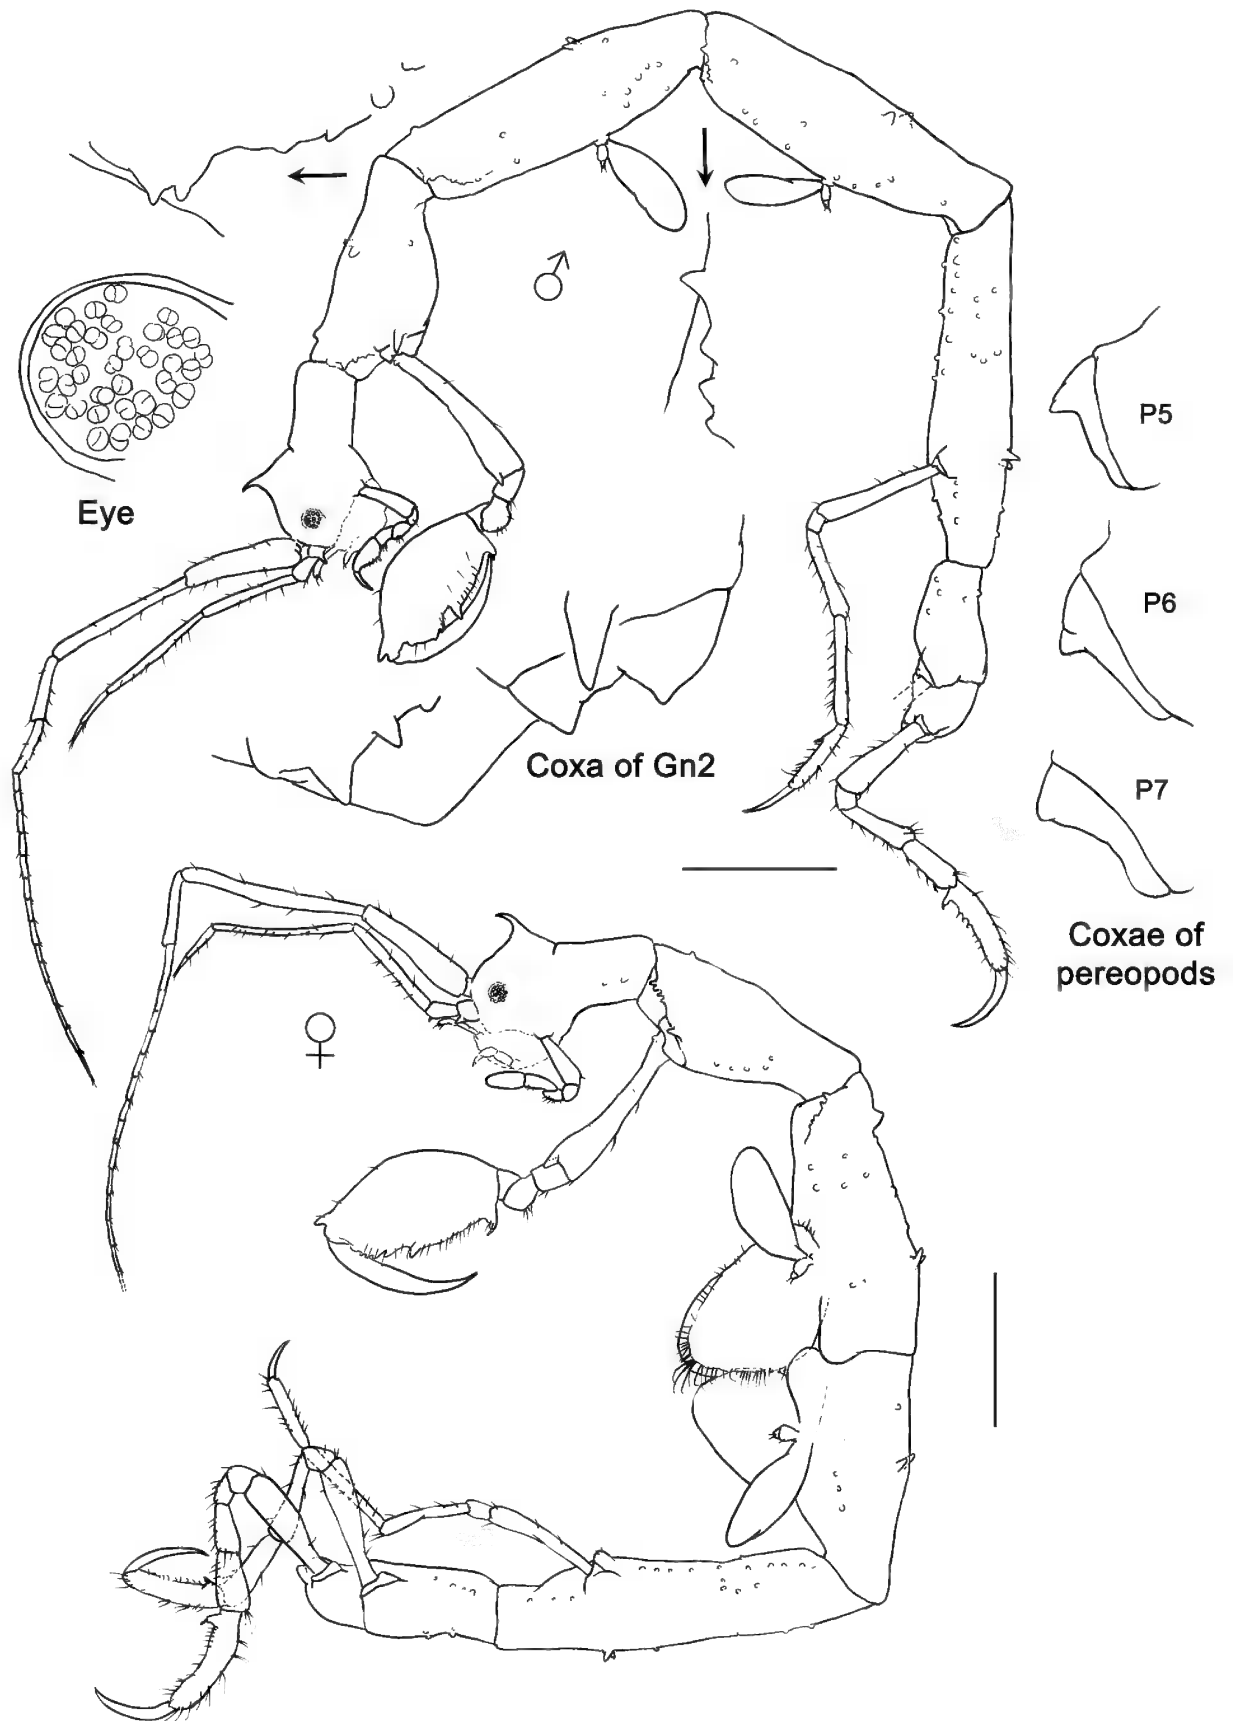 ♂
Eye
P5
P6
Coxa of Gn2
P7
Coxae of
pereopods
♀